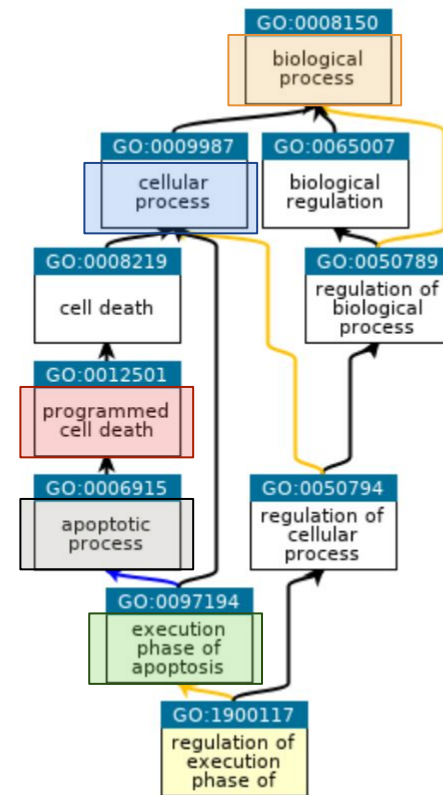 GO:0008150
biological
process
GO:0009987
cellular
process
GO:0065007
biological
regulation
GO:0008219
cell death
GO:0050789
regulation of
biological
process
GO:0012501
programmed
cell death
GO:0006915
apoptotic
process
GO:0050794
regulation of
cellular
process
GO:0097194
execution
phase of
apoptosis
GO:1900117
regulation of
execution
phase of